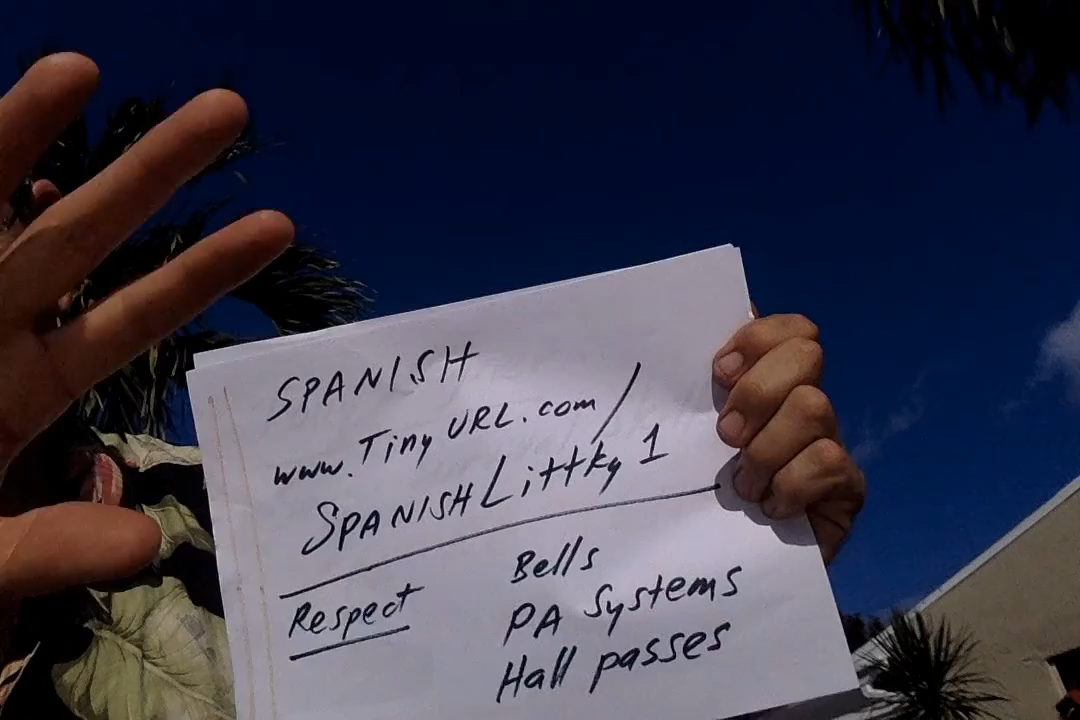 SPANISH
www.TinyURL.com/
SPANISHLittky1
Respect
Bells
PA Systems
Hall passes